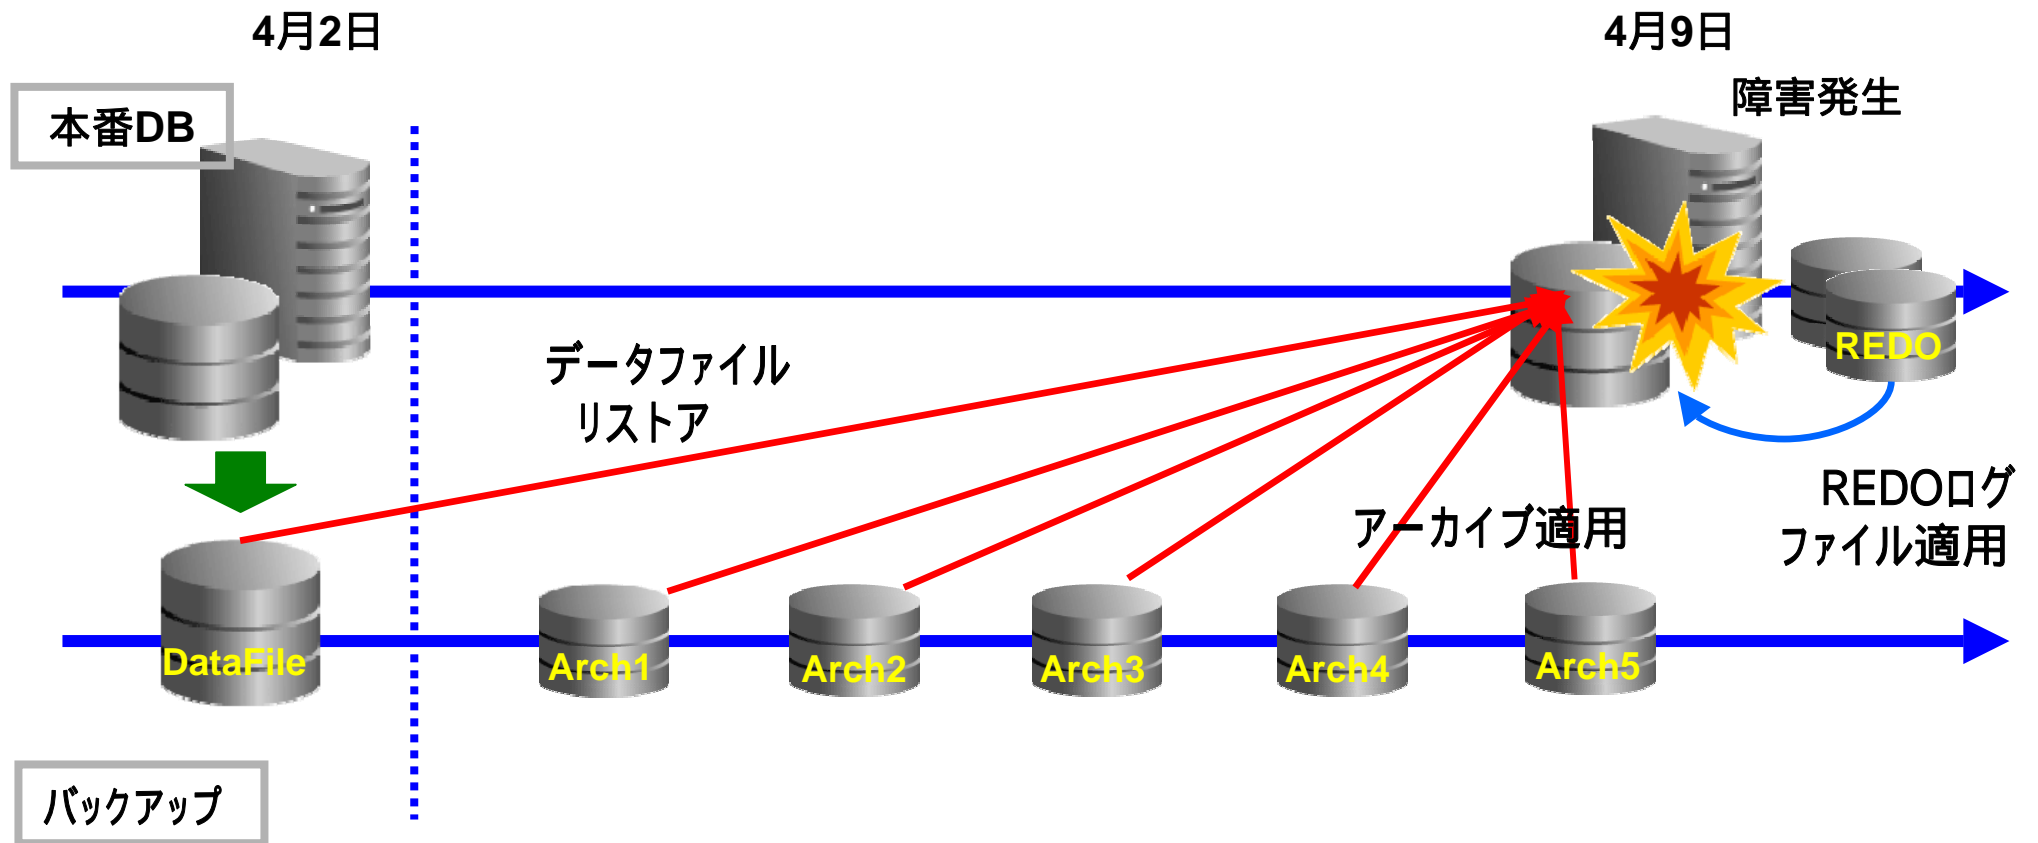 4月2日
4月9日
障害発生
本番DB
REDO
データファイル
リストア
アーカイブ適用
REDOログ
ファイル適用
DataFile
Arch1
Arch2
Arch3
Arch4
Arch5
バックアップ